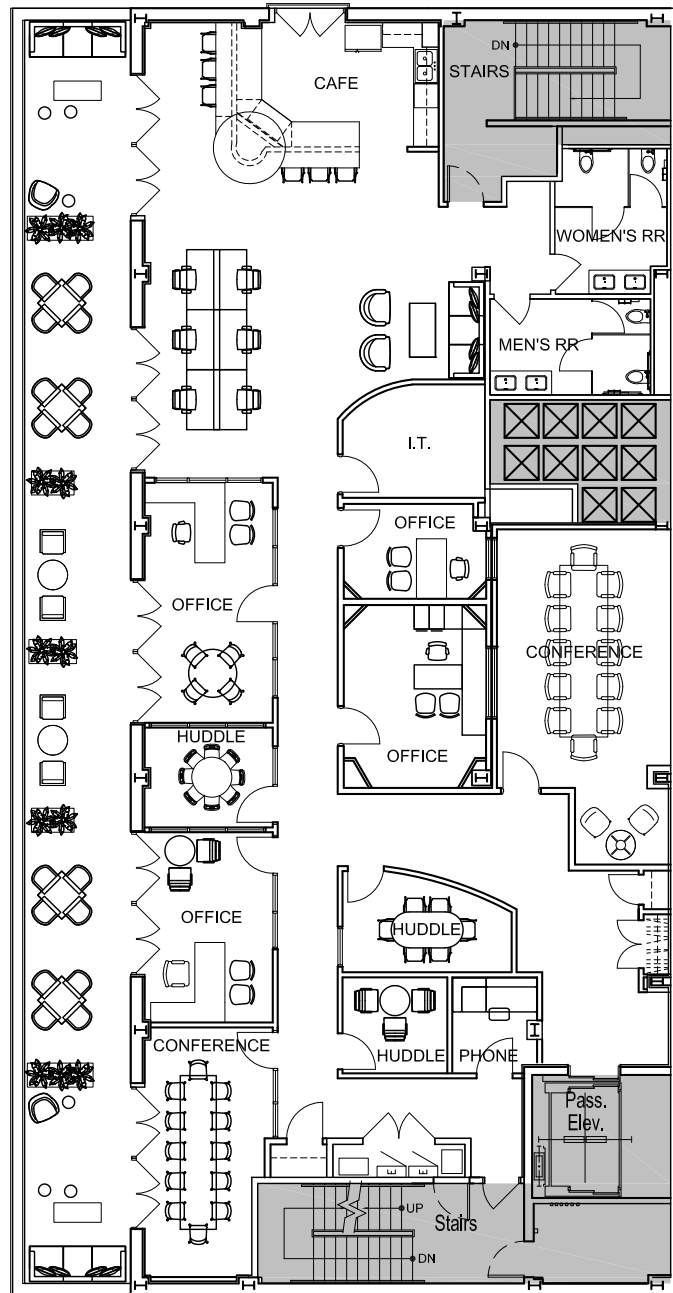 DN
STAIRS
CAFE
WOMEN'S RR
MEN'S RR
I.T.
OFFICE
OFFICE
CONFERENCE
HUDDLE
OFFICE
OFFICE
HUDDLE
CONFERENCE
HUDDLE
PHONE
Pass.
Elev.
UP
Stairs
DN